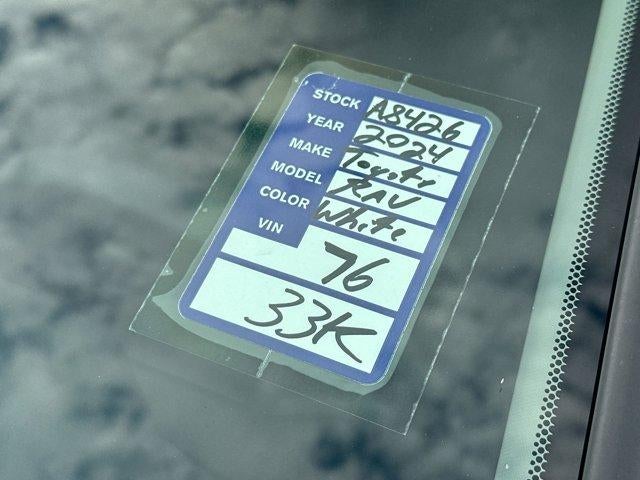 STOCK A8426
YEAR 2024
MAKE Toyota
MODEL RAV
COLOR White
VIN 76
33K